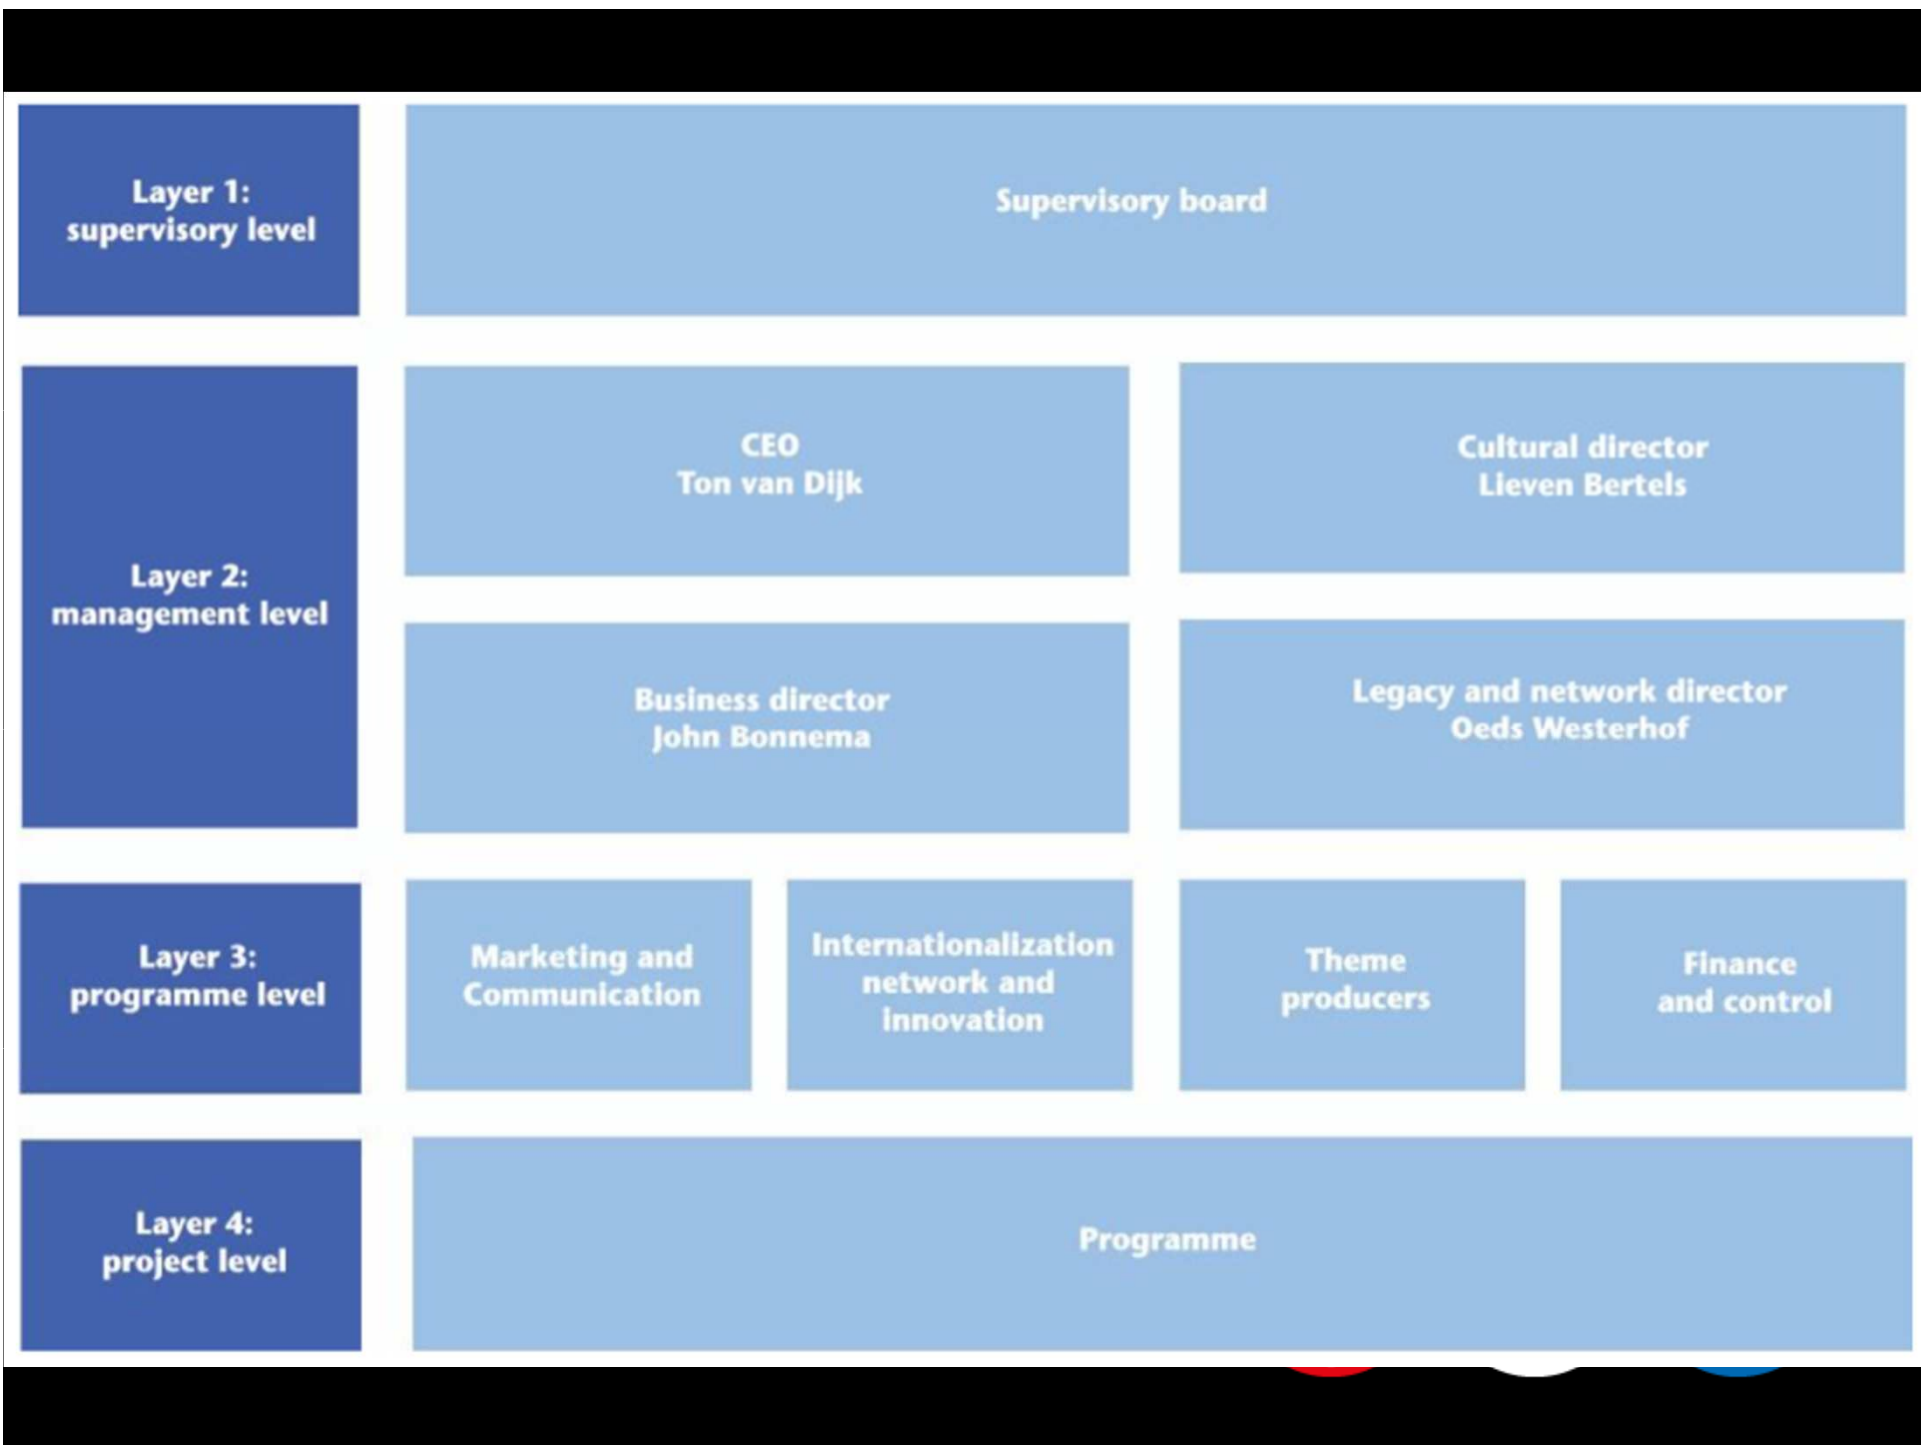 Layer 1:
supervisory level
Supervisory board
Layer 2:
management level
CEO
Ton van Dijk
Cultural director
Lieven Bertels
Business director
John Bonnema
Legacy and network director
Oeds Westerhof
Layer 3:
programme level
Marketing and
Communication
Internationalization
network and
innovation
Theme
producers
Finance
and control
Layer 4:
project level
Programme